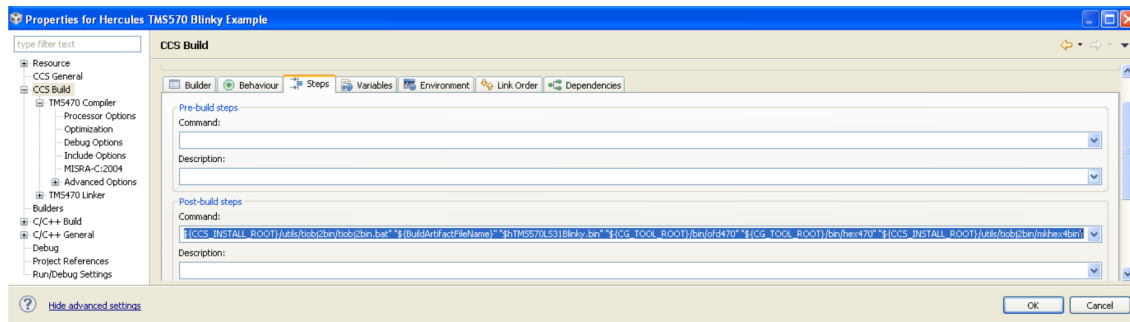 Properties for Hercules TMS570 Blinky Example
type filter text
CCS Build
Resource
CCS General
CCS Build
TMS470 Compiler
Processor Options
Optimization
Debug Options
Include Options
MISRA-C:2004
Advanced Options
TMS470 Linker
Builders
C/C++ Build
C/C++ General
Debug
Project References
Run/Debug Settings
Builder Behaviour Steps Variables Environment Link Order Dependencies
Pre-build steps
Command:
Description:
Post-build steps
Command:
${CCS_INSTALL_ROOT}/utils/tiobj2bin/tiobj2bin.bat" "${BuildArtifactFileName}" "$hTMS570LS31Blinky.bin" "${CG_TOOL_ROOT}/bin/ofd470" "${CG_TOOL_ROOT}/bin/hex470" "${CCS_INSTALL_ROOT}/utils/tiobj2bin/mkhex4bin"
Description:
Hide advanced settings
OK Cancel